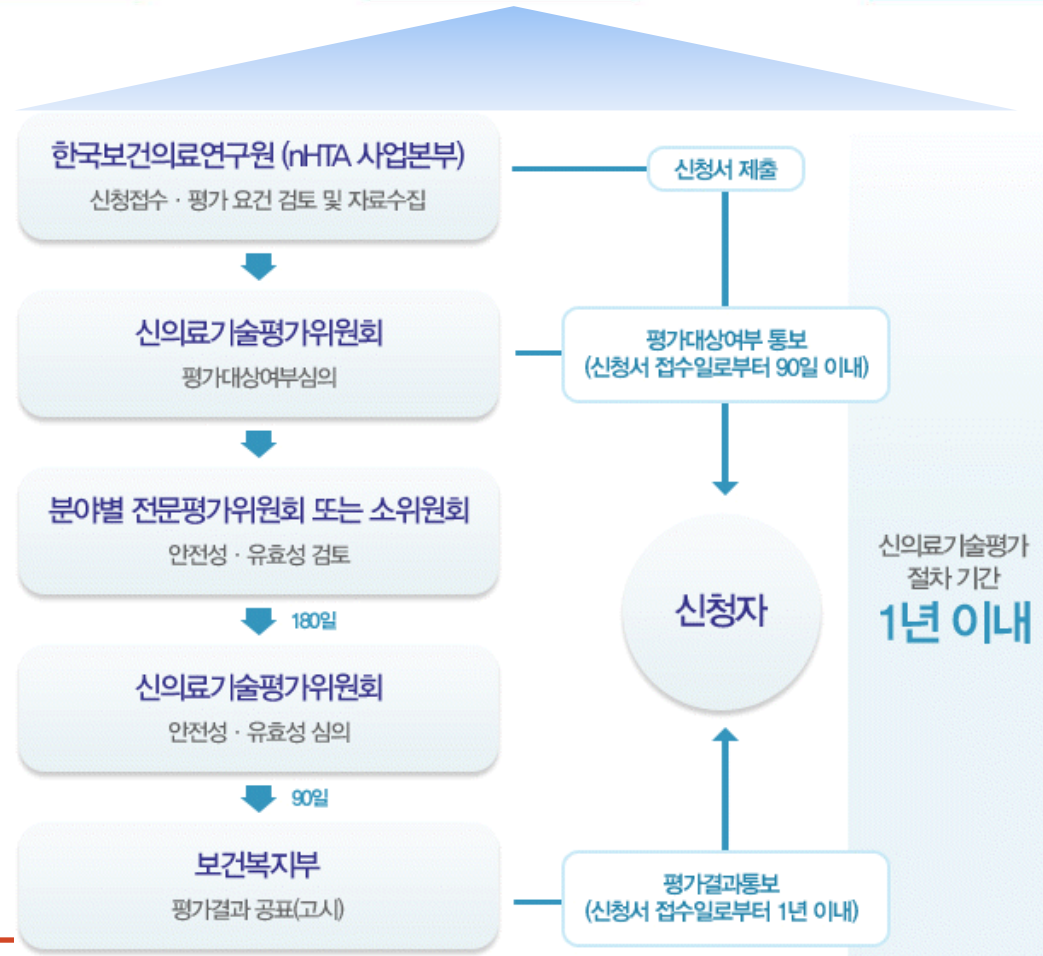 한국보건의료연구원 (nHTA 사업본부)
신청접수 · 평가 요건 검토 및 자료수집
신청서 제출
신의료기술평가위원회
평가대상여부심의
평가대상여부 통보
(신청서 접수일로부터 90일 이내)
분야별 전문평가위원회 또는 소위원회
안전성 · 유효성 검토
180일
신청자
신의료기술평가
절차 기간
1년 이내
신의료기술평가위원회
안전성 · 유효성 심의
90일
보건복지부
평가결과 공표(고시)
평가결과통보
(신청서 접수일로부터 1년 이내)